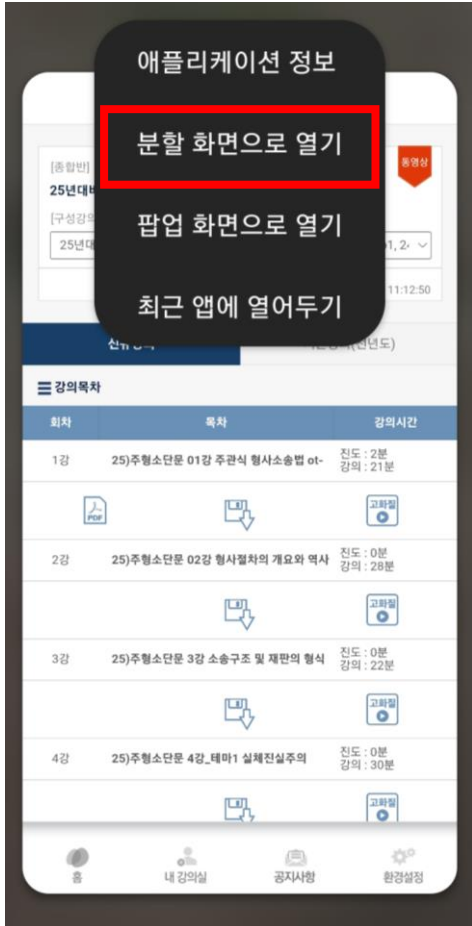 애플리케이션 정보
분할 화면으로 열기
팝업 화면으로 열기
최근 앱에 열어두기
[종합반]
동영상
25년대비
[구성강의
25년대
1, 2-
11:12:50
(전년도)
강의목차
회차 목차 강의시간
1강 25)주형소단문 01강 주관식 형사소송법 ot- 진도 : 2분
강의 : 21분
PDF 고화질
2강 25)주형소단문 02강 형사절차의 개요와 역사 진도 : 0분
강의 : 28분
고화질
3강 25)주형소단문 3강 소송구조 및 재판의 형식 진도 : 0분
강의 : 22분
고화질
4강 25)주형소단문 4강_테마1 실체진실주의 진도 : 0분
강의 : 30분
고화질
홈 내 강의실 공지사항 환경설정